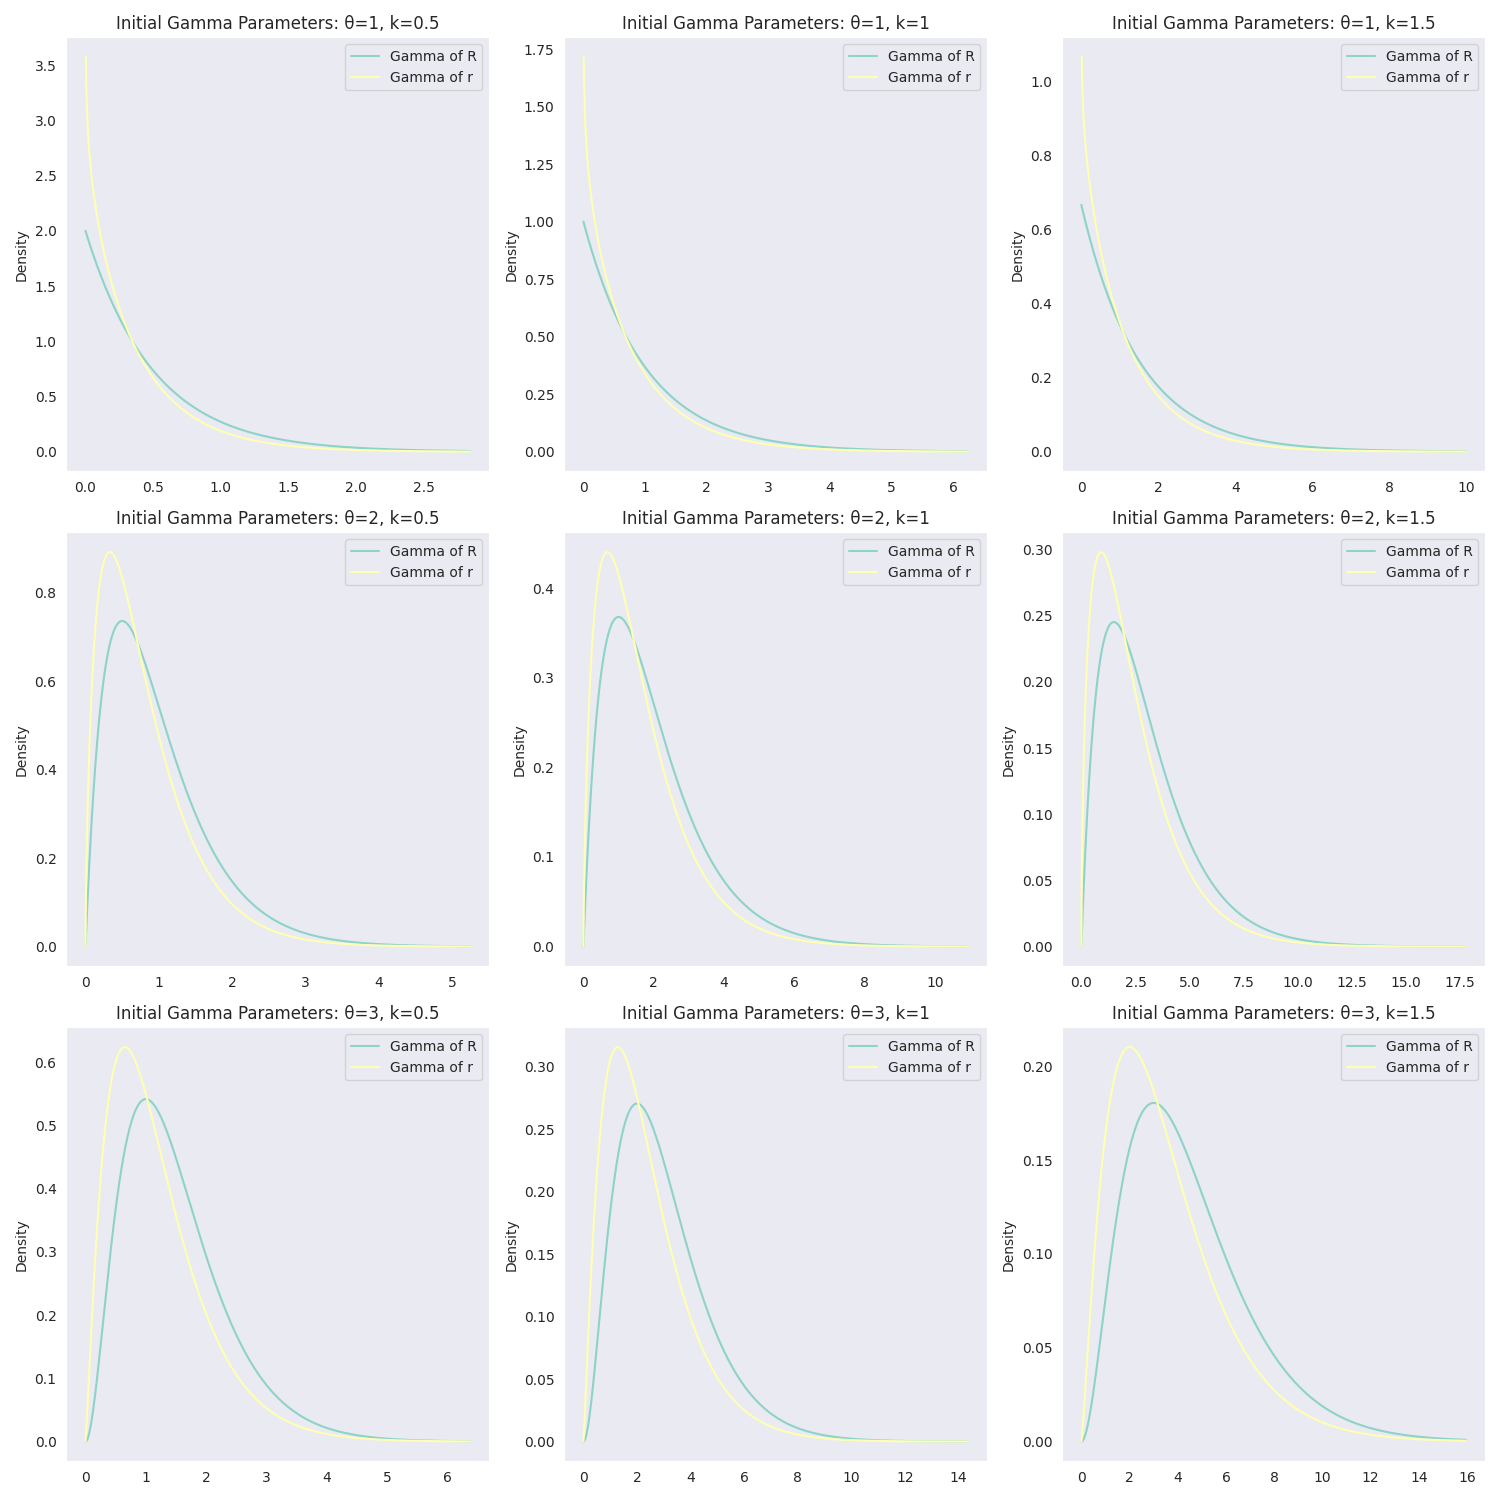 Initial Gamma Parameters: θ=1, k=0.5
Gamma of R
Gamma of r
Density
3.5
3.0
2.5
2.0
1.5
1.0
0.5
0.0
0.0 0.5 1.0 1.5 2.0 2.5
Initial Gamma Parameters: θ=1, k=1
Gamma of R
Gamma of r
Density
1.75
1.50
1.25
1.00
0.75
0.50
0.25
0.00
0 1 2 3 4 5 6
Initial Gamma Parameters: θ=1, k=1.5
Gamma of R
Gamma of r
Density
1.0
0.8
0.6
0.4
0.2
0.0
0 2 4 6 8 10
Initial Gamma Parameters: θ=2, k=0.5
Gamma of R
Gamma of r
Density
0.8
0.6
0.4
0.2
0.0
0 1 2 3 4 5
Initial Gamma Parameters: θ=2, k=1
Gamma of R
Gamma of r
Density
0.4
0.3
0.2
0.1
0.0
0 2 4 6 8 10
Initial Gamma Parameters: θ=2, k=1.5
Gamma of R
Gamma of r
Density
0.30
0.25
0.20
0.15
0.10
0.05
0.00
0.0 2.5 5.0 7.5 10.0 12.5 15.0 17.5
Initial Gamma Parameters: θ=3, k=0.5
Gamma of R
Gamma of r
Density
0.6
0.5
0.4
0.3
0.2
0.1
0.0
0 1 2 3 4 5 6
Initial Gamma Parameters: θ=3, k=1
Gamma of R
Gamma of r
Density
0.30
0.25
0.20
0.15
0.10
0.05
0.00
0 2 4 6 8 10 12 14
Initial Gamma Parameters: θ=3, k=1.5
Gamma of R
Gamma of r
Density
0.20
0.15
0.10
0.05
0.00
0 2 4 6 8 10 12 14 16